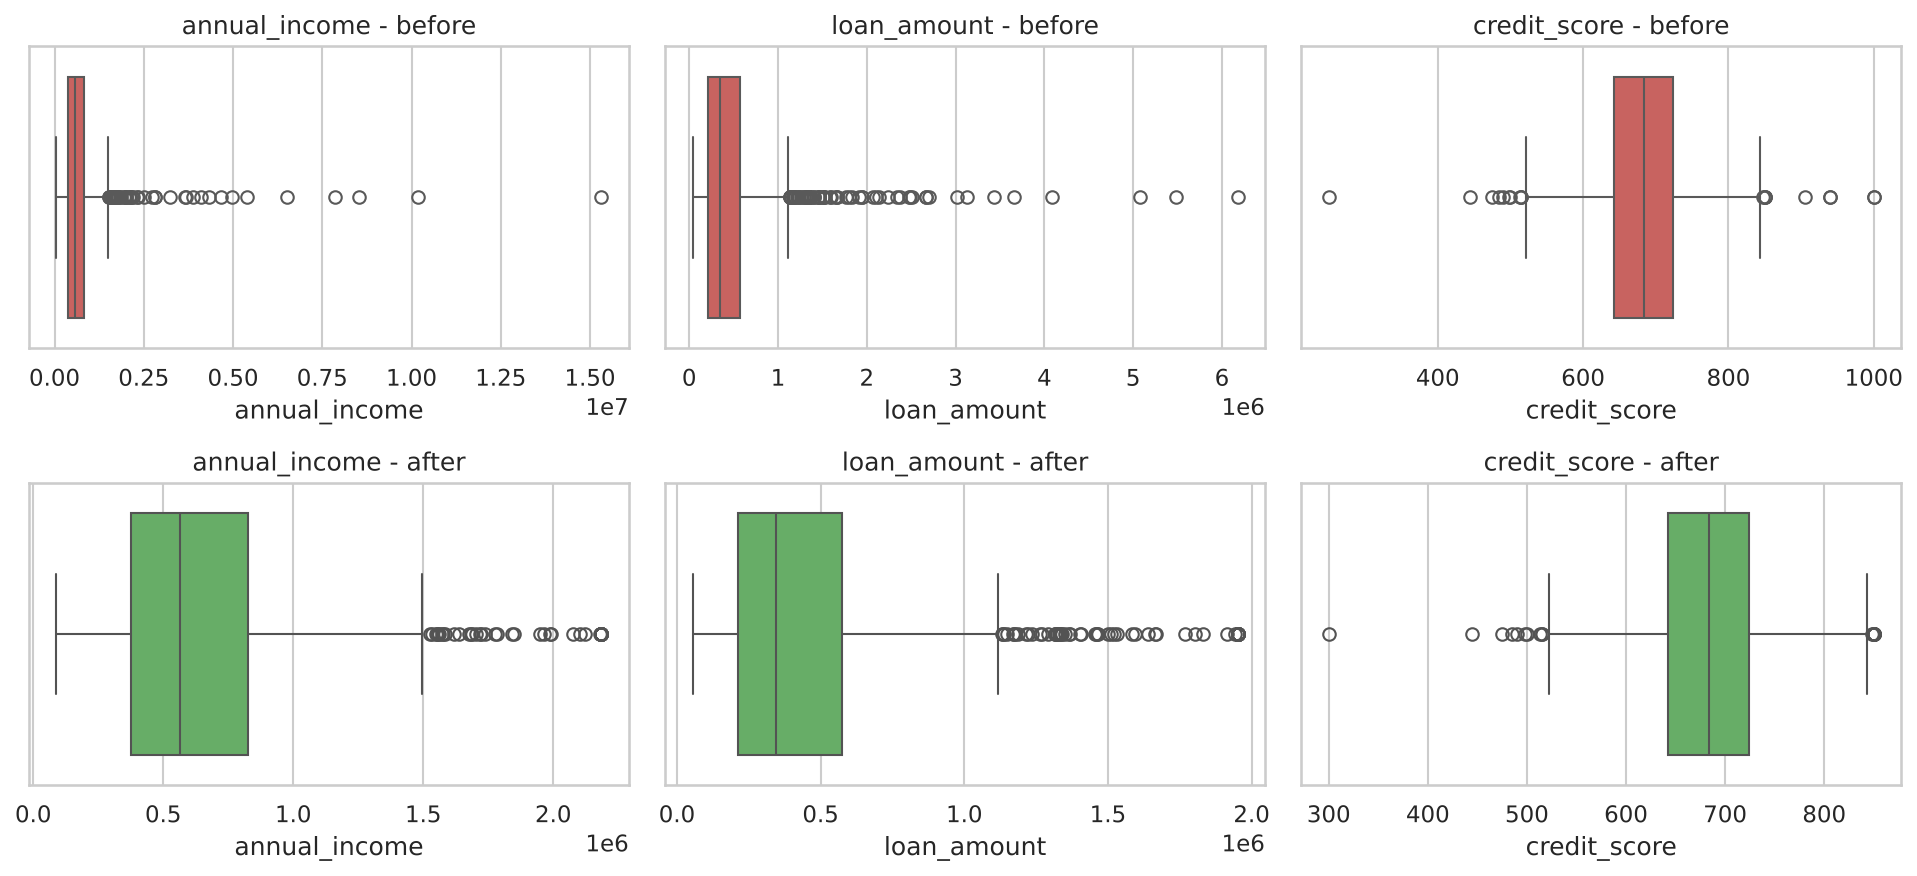 annual_income - before
loan_amount - before
credit_score - before
0.00 0.25 0.50 0.75 1.00 1.25 1.50
1e7
annual_income
0 1 2 3 4 5 6
1e6
loan_amount
400 600 800 1000
credit_score
annual_income - after
loan_amount - after
credit_score - after
0.0 0.5 1.0 1.5 2.0
1e6
annual_income
0.0 0.5 1.0 1.5 2.0
1e6
loan_amount
300 400 500 600 700 800
credit_score